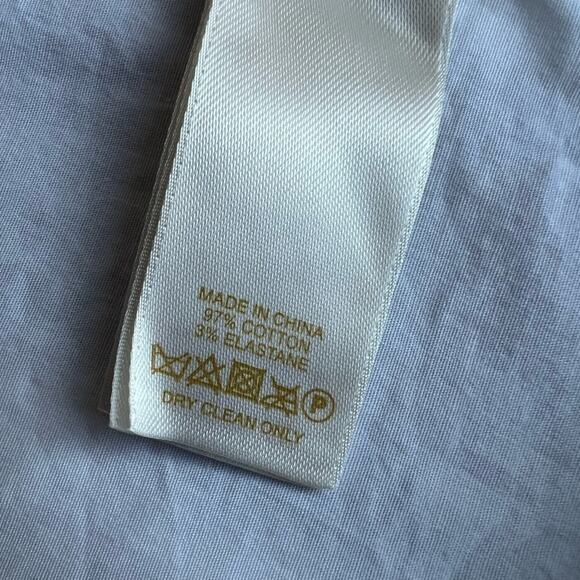 MADE IN CHINA
97% COTTON
3% ELASTANE
P
DRY CLEAN ONLY